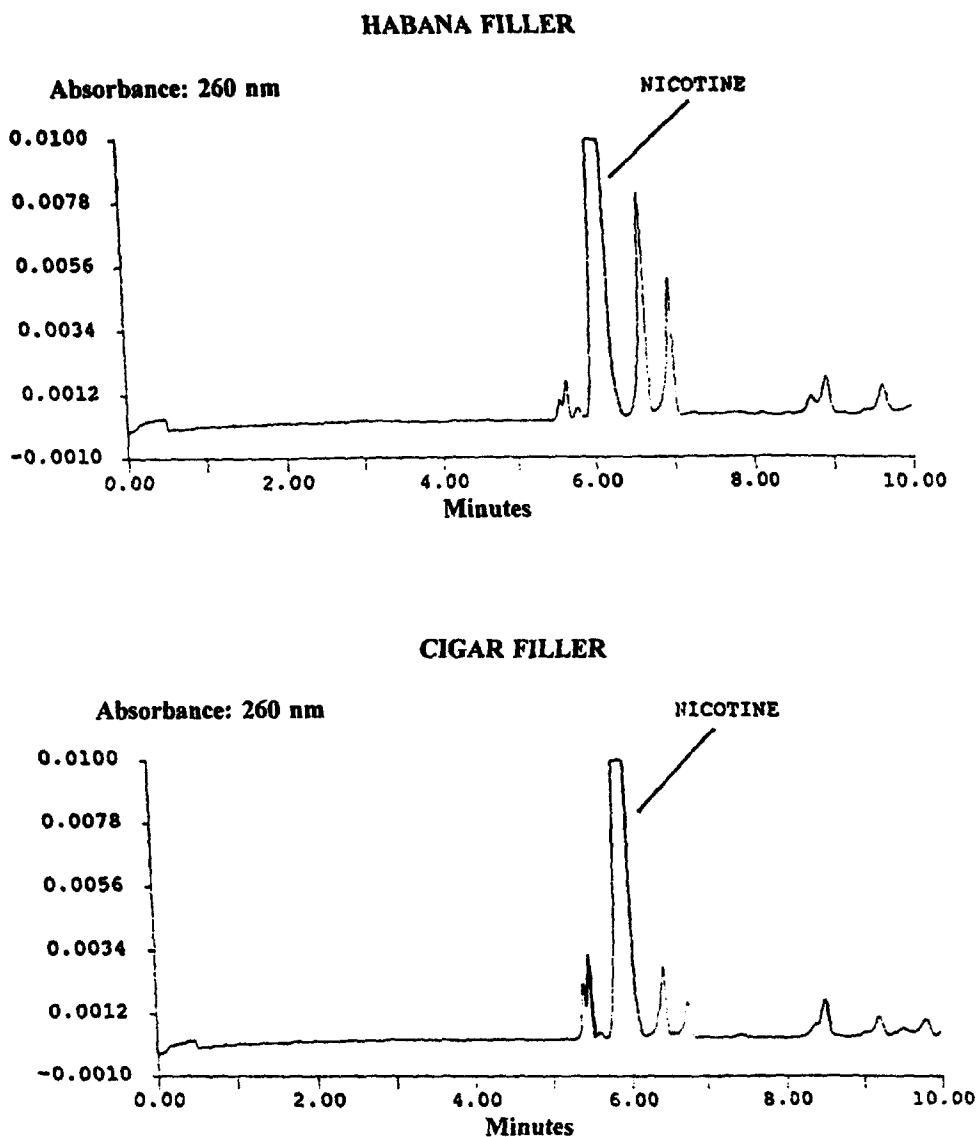 HABANA FILLER
Absorbance: 260 nm
NICOTINE
0.0100
0.0078
0.0056
0.0034
0.0012
-0.0010
0.00 2.00 4.00 6.00 8.00 10.00
Minutes
CIGAR FILLER
Absorbance: 260 nm
NICOTINE
0.0100
0.0078
0.0056
0.0034
0.0012
-0.0010
0.00 2.00 4.00 6.00 8.00 10.00
Minutes